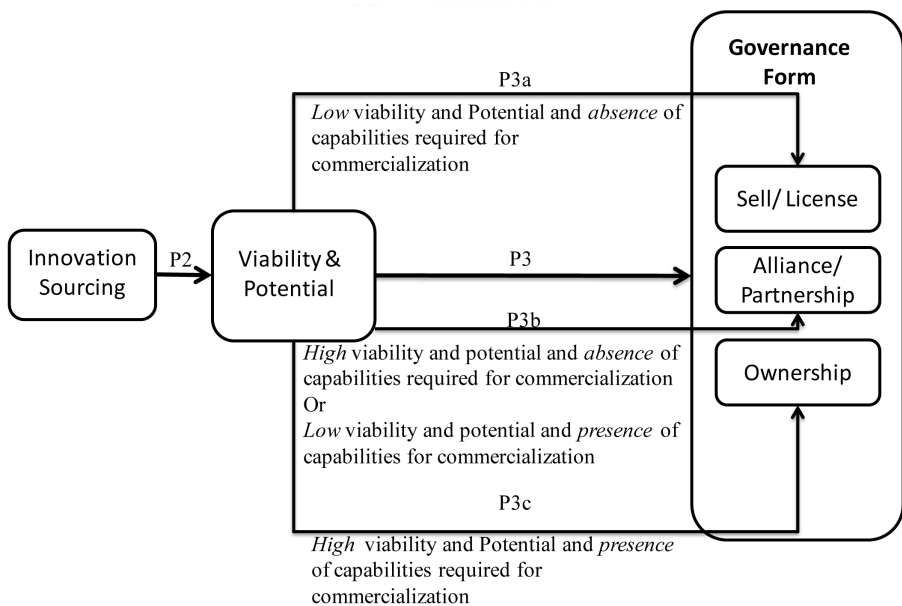 Governance
Form
P3a
Low viability and Potential and absence of
capabilities required for
commercialization
Sell/ License
Innovation
Sourcing
P2
Viability &
Potential
P3
Alliance/
Partnership
P3b
High viability and potential and absence of
capabilities required for commercialization
Or
Low viability and potential and presence of
capabilities for commercialization
Ownership
P3c
High viability and Potential and presence
of capabilities required for
commercialization